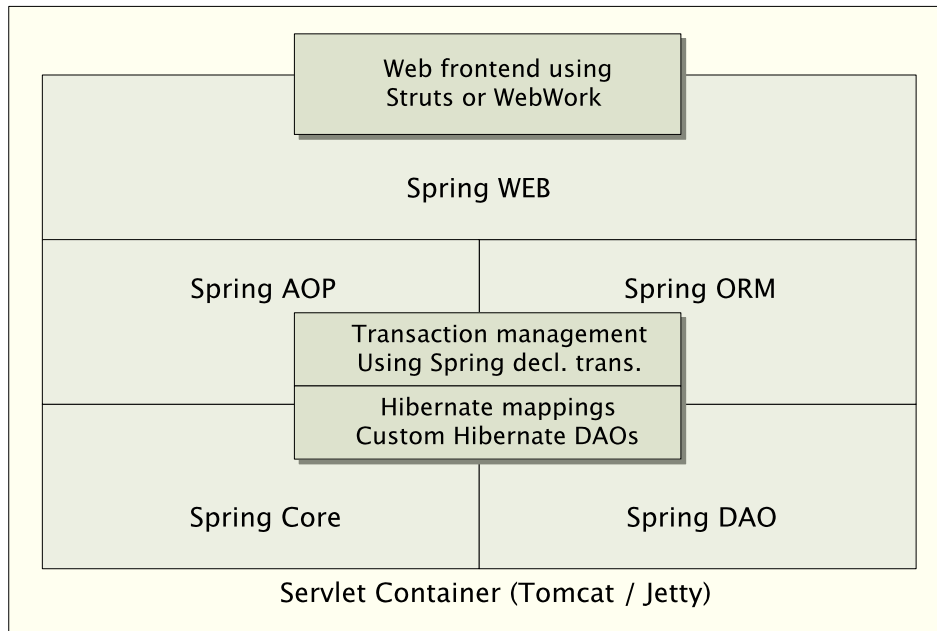 Web frontend using
Struts or WebWork
Spring WEB
Spring AOP
Spring ORM
Transaction management
Using Spring decl. trans.
Hibernate mappings
Custom Hibernate DAOs
Spring Core
Spring DAO
Servlet Container (Tomcat / Jetty)